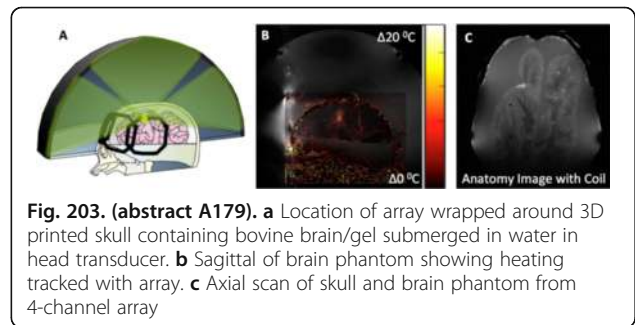 A
B
Δ20 ⁰C
C
Δ0 ⁰C
Anatomy Image with Coil
Fig. 203. (abstract A179). a Location of array wrapped around 3D
printed skull containing bovine brain/gel submerged in water in
head transducer. b Sagittal of brain phantom showing heating
tracked with array. c Axial scan of skull and brain phantom from
4-channel array